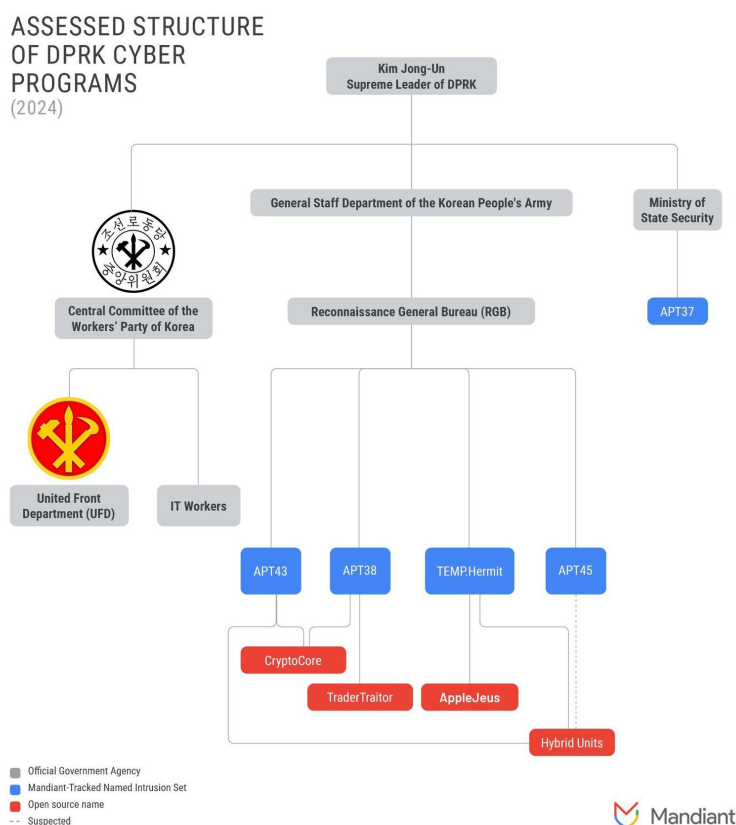 ASSESSED STRUCTURE
OF DPRK CYBER
PROGRAMS
(2024)
Kim Jong-Un
Supreme Leader of DPRK
General Staff Department of the Korean People's Army
Ministry of
State Security
조선로동당
중앙위원회
Central Committee of the
Workers' Party of Korea
Reconnaissance General Bureau (RGB)
APT37
United Front
Department (UFD)
IT Workers
APT43
APT38
TEMP.Hermit
APT45
CryptoCore
TraderTraitor
AppleJeus
Hybrid Units
Official Government Agency
Mandiant-Tracked Named Intrusion Set
Open source name
Suspected
Mandiant